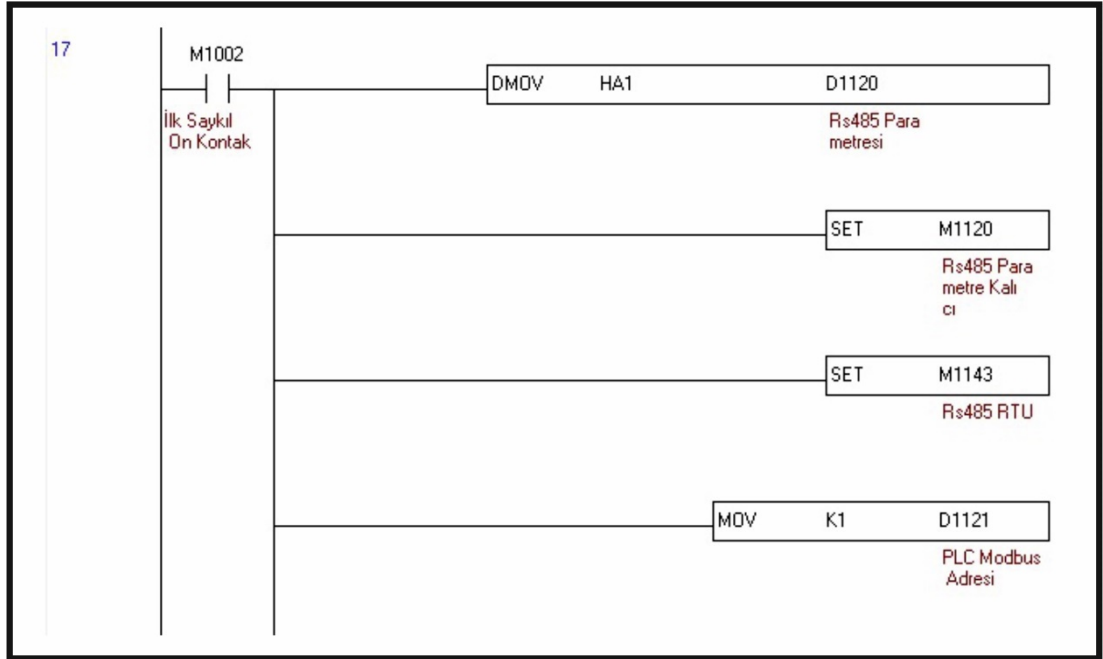 17
M1002
DMOV HA1 D1120
İlk Saykıl
On Kontak
Rs485 Para
metresi
SET M1120
Rs485 Para
metre Kalı
cı
SET M1143
Rs485 RTU
MOV K1 D1121
PLC Modbus
Adresi